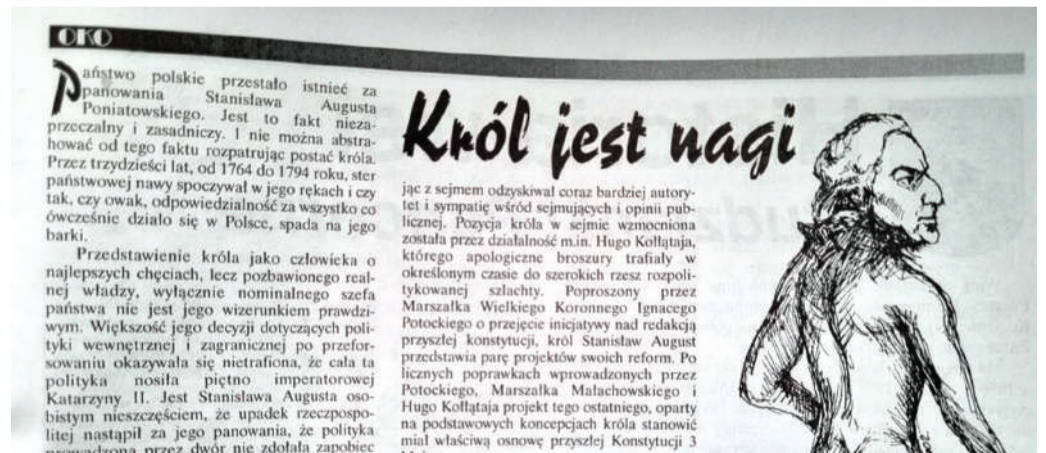 OKO
Państwo polskie przestało istnieć za
panowania Stanisława Augusta
Poniatowskiego. Jest to fakt nieza-
przeczalny i zasadniczy. I nie można abstra-
hować od tego faktu rozpatrując postać króla.
Przez trzydzieści lat, od 1764 do 1794 roku, ster
państwowej nawy spoczywał w jego rękach i czy
tak, czy owak, odpowiedzialność za wszystko co
ówcześnie działo się w Polsce, spada na jego
barki.
Przedstawienie króla jako człowieka o
najlepszych chęciach, lecz pozbawionego real-
nej władzy, wyłącznie nominalnego szefa
państwa nie jest jego wizerunkiem prawdzi-
wym. Większość jego decyzji dotyczących poli-
tyki wewnętrznej i zagranicznej po przefor-
sowaniu okazywała się nietrafiona, że cała ta
polityka nosiła piętno imperatorowej
Katarzyny II. Jest Stanisława Augusta oso-
bistym nieszczęściem, że upadek rzeczpospo-
litej nastąpił za jego panowania, że polityka
prowadzona przez dwór nie zdołała zapobiec
Król jest nagi
jąc z sejmem odzyskiwał coraz bardziej autory-
tet i sympatię wśród sejmujących i opinii pub-
licznej. Pozycja króla w sejmie wzmocniona
została przez działalność m.in. Hugo Kołłątaja,
którego apologiczne broszury trafiały w
określonym czasie do szerokich rzesz rozpoli-
tykowanej szlachty. Poproszony przez
Marszałka Wielkiego Koronnego Ignacego
Potockiego o przejęcie inicjatywy nad redakcją
przyszłej konstytucji, król Stanisław August
przedstawia parę projektów swoich reform. Po
licznych poprawkach wprowadzonych przez
Potockiego, Marszałka Małachowskiego i
Hugo Kołłątaja projekt tego ostatniego, oparty
na podstawowych koncepcjach króla stanowić
miał właściwą osnowę przyszłej Konstytucji 3